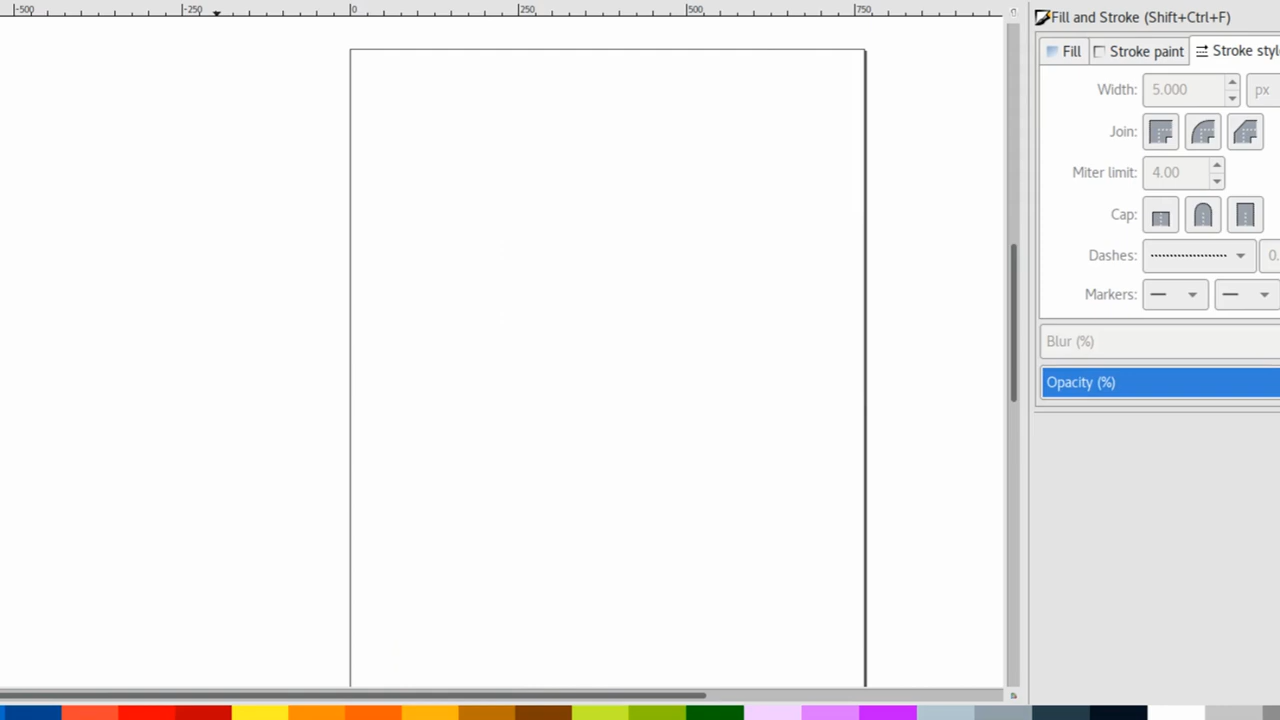 -500 -250 0 250 500 750
Fill and Stroke (Shift+Ctrl+F)
Fill Stroke paint Stroke styl
Width: 5.000 px
Join:
Miter limit: 4.00
Cap:
Dashes: 0.
Markers:
Blur (%)
Opacity (%)